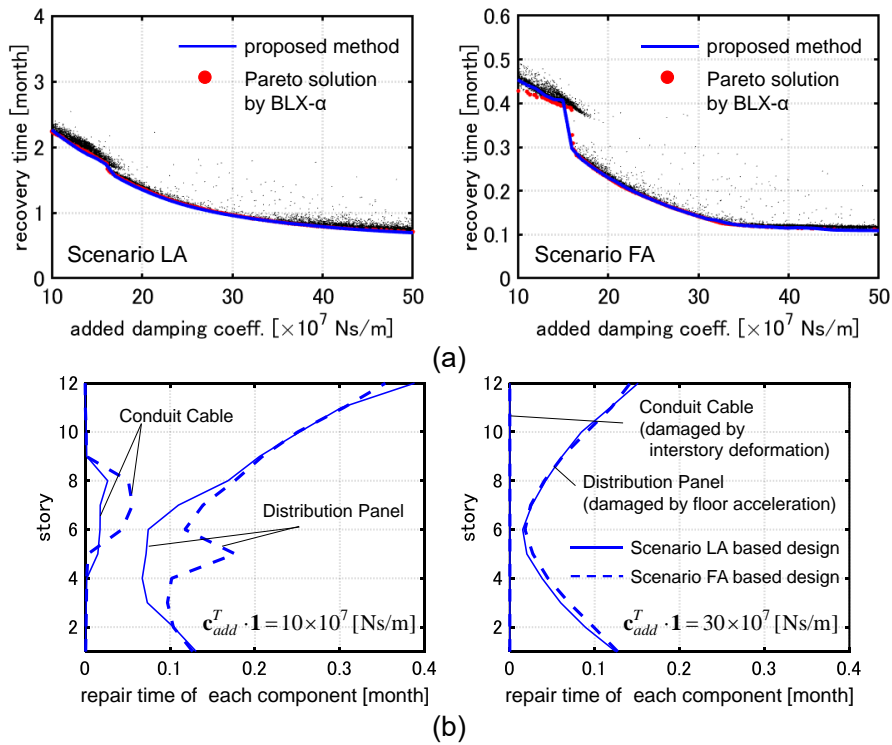 4
3
2
1
0
10
20
30
40
50
recovery time [month]
added damping coeff. [×10⁷ Ns/m]
proposed method
Pareto solution
by BLX-α
Scenario LA
0.6
0.5
0.4
0.3
0.2
0.1
0
10
20
30
40
50
recovery time [month]
added damping coeff. [×10⁷ Ns/m]
proposed method
Pareto solution
by BLX-α
Scenario FA
(a)
12
10
8
6
4
2
0
0.1
0.2
0.3
0.4
story
repair time of each component [month]
Conduit Cable
Distribution Panel
c_add^T · 1 = 10×10⁷ [Ns/m]
12
10
8
6
4
2
0
0.1
0.2
0.3
0.4
story
repair time of each component [month]
Conduit Cable
(damaged by
interstory deformation)
Distribution Panel
(damaged by floor acceleration)
Scenario LA based design
Scenario FA based design
c_add^T · 1 = 30×10⁷ [Ns/m]
(b)